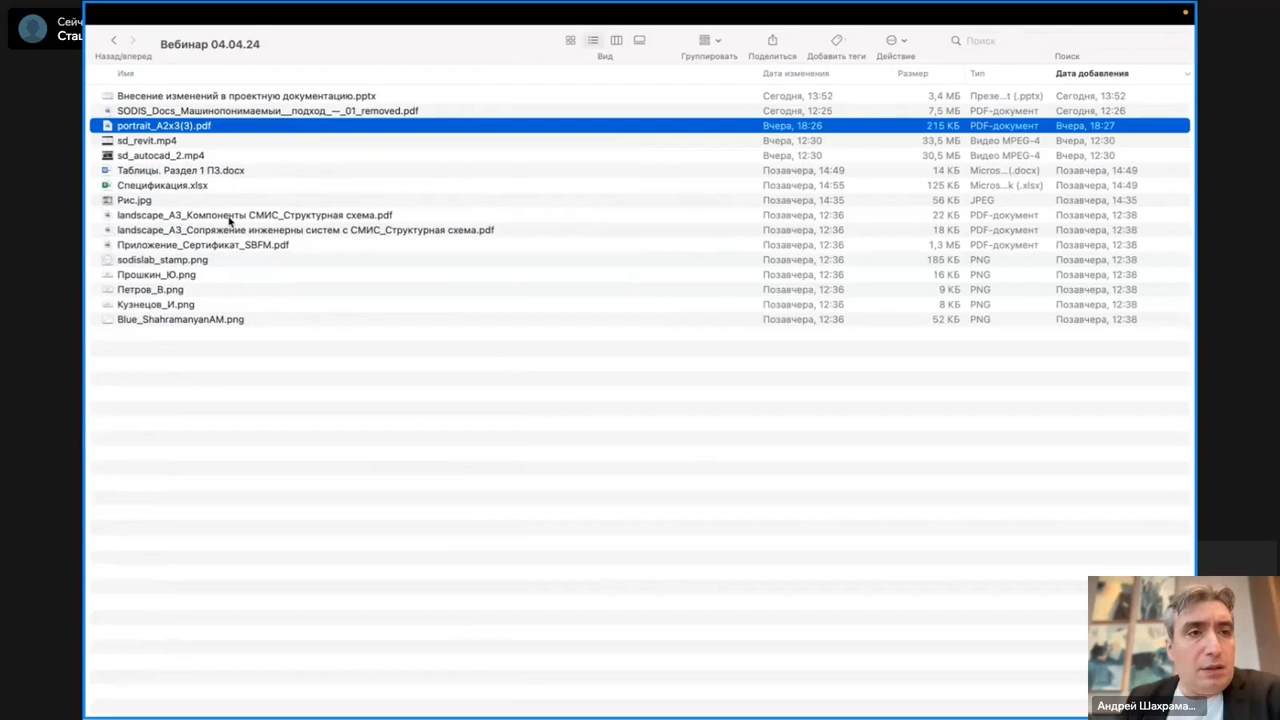 Сейч
Стац
Вебинар 04.04.24
Назад/вперед
Вид
Группировать
Поделиться
Добавить теги
Действие
Поиск
Поиск
Имя
Дата изменения
Размер
Тип
Дата добавления
Внесение изменений в проектную документацию.pptx Сегодня, 13:52 3,4 МБ Презе...т (.pptx) Сегодня, 13:52
SODIS_Docs_Машинопонимаемый__подход_—_01_removed.pdf Сегодня, 12:25 7,5 МБ PDF-документ Сегодня, 12:26
portrait_A2x3(3).pdf Вчера, 18:26 215 КБ PDF-документ Вчера, 18:27
sd_revit.mp4 Вчера, 12:30 33,5 МБ Видео MPEG-4 Вчера, 12:30
sd_autocad_2.mp4 Вчера, 12:30 30,5 МБ Видео MPEG-4 Вчера, 12:30
Таблицы. Раздел 1 ПЗ.docx Позавчера, 14:49 14 КБ Micros...(.docx) Позавчера, 14:49
Спецификация.xlsx Позавчера, 14:55 125 КБ Micros...k (.xlsx) Позавчера, 14:49
Рис.jpg Позавчера, 14:35 56 КБ JPEG Позавчера, 14:35
landscape_A3_Компоненты СМИС_Структурная схема.pdf Позавчера, 12:36 22 КБ PDF-документ Позавчера, 12:38
landscape_A3_Сопряжение инженерны систем с СМИС_Структурная схема.pdf Позавчера, 12:36 18 КБ PDF-документ Позавчера, 12:38
Приложение_Сертификат_SBFM.pdf Позавчера, 12:36 1,3 МБ PDF-документ Позавчера, 12:38
sodislab_stamp.png Позавчера, 12:36 185 КБ PNG Позавчера, 12:38
Прошкин_Ю.png Позавчера, 12:36 16 КБ PNG Позавчера, 12:38
Петров_В.png Позавчера, 12:36 9 КБ PNG Позавчера, 12:38
Кузнецов_И.png Позавчера, 12:36 8 КБ PNG Позавчера, 12:38
Blue_ShahramanyanAM.png Позавчера, 12:36 52 КБ PNG Позавчера, 12:38
Андрей Шахрама...